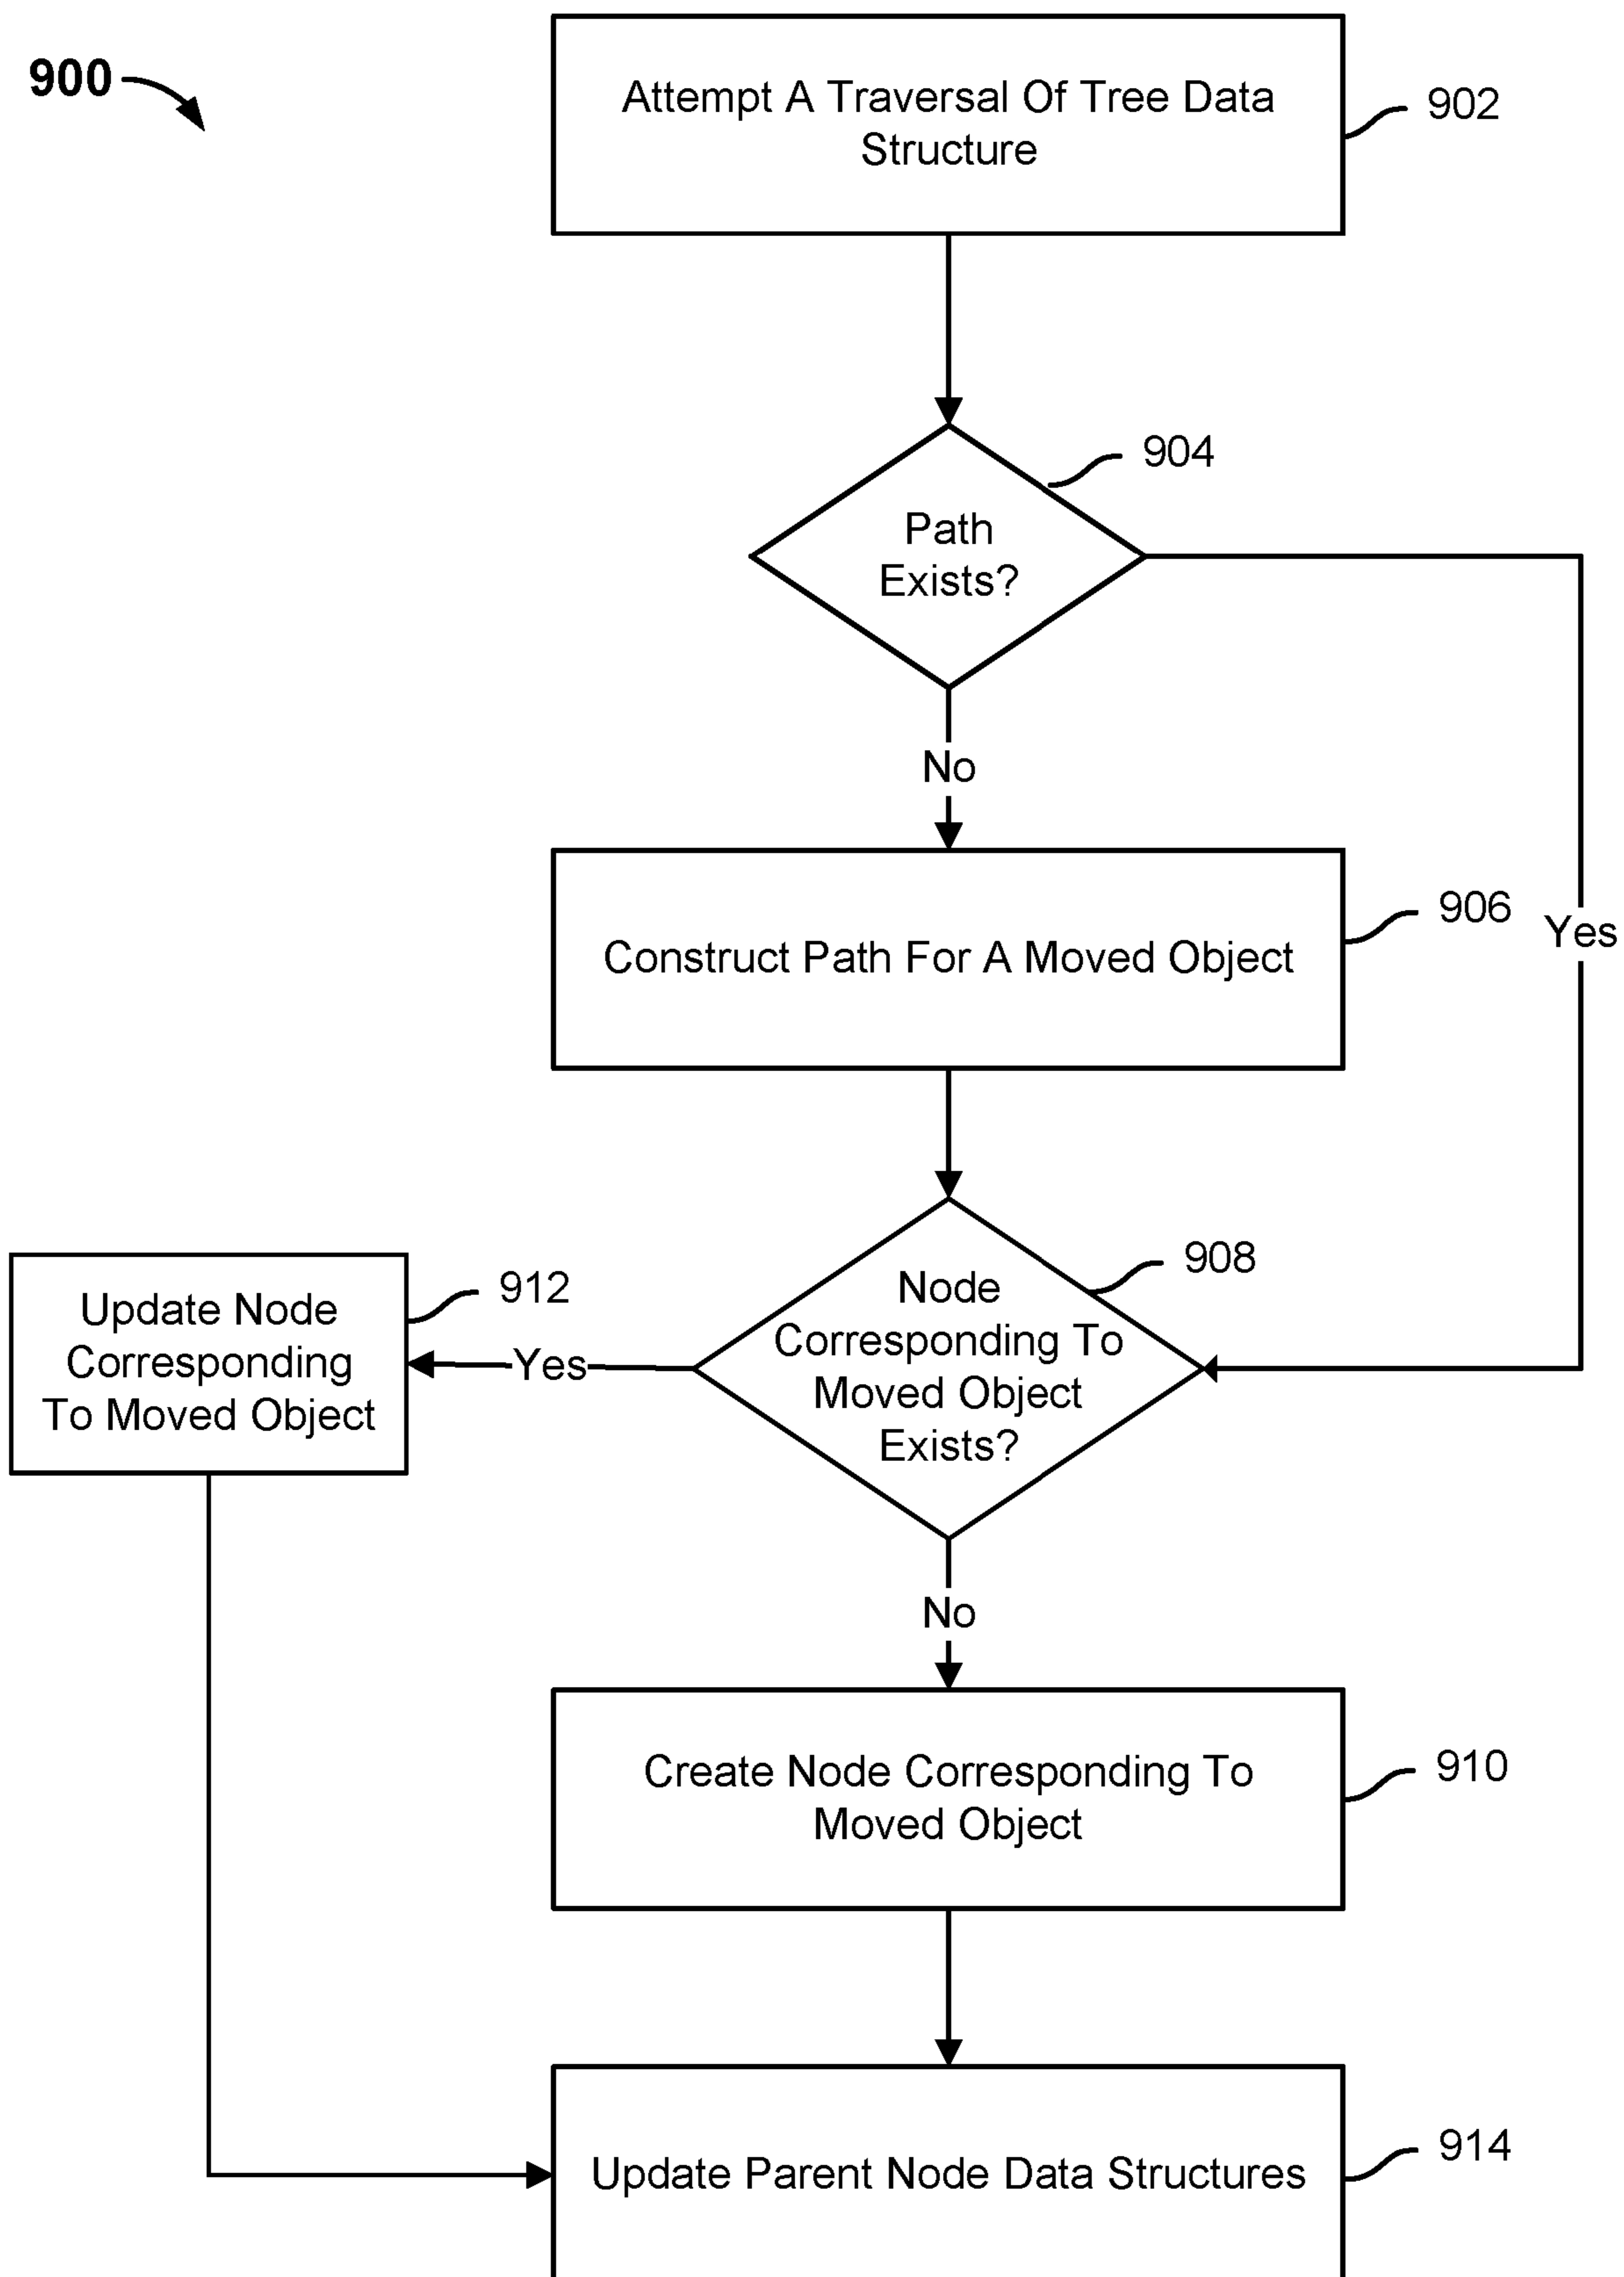 900
Attempt A Traversal Of Tree Data
Structure
902
904
Path
Exists?
No
906
Yes
Construct Path For A Moved Object
908
Node
Corresponding To
Moved Object
Exists?
912
Update Node
Corresponding
To Moved Object
Yes
No
910
Create Node Corresponding To
Moved Object
914
Update Parent Node Data Structures